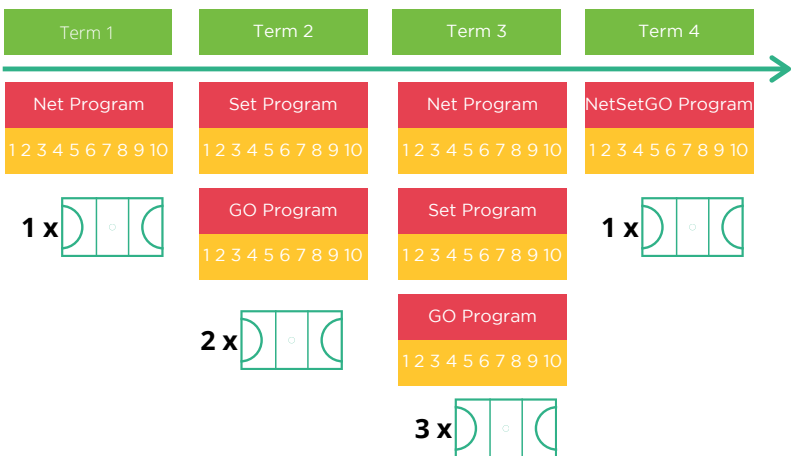 Term 1
Term 2
Term 3
Term 4
Net Program
1 2 3 4 5 6 7 8 9 10
1 x
Set Program
1 2 3 4 5 6 7 8 9 10
GO Program
1 2 3 4 5 6 7 8 9 10
2 x
Net Program
1 2 3 4 5 6 7 8 9 10
Set Program
1 2 3 4 5 6 7 8 9 10
GO Program
1 2 3 4 5 6 7 8 9 10
3 x
NetSetGO Program
1 2 3 4 5 6 7 8 9 10
1 x